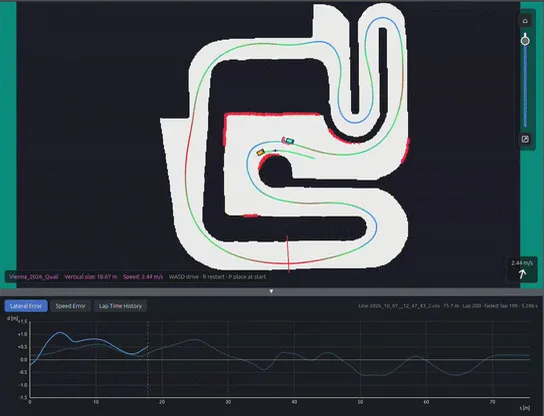 2.44 m/s
Vienna_2026_Quali Vertical size: 18.67 m Speed: 2.44 m/s WASD drive · R restart · P place at start
Lateral Error Speed Error Lap Time History
d [m]
+1.5
+1.0
+0.5
+0.0
-0.5
-1.0
-1.5
0 10 20 30 40 50 60 70
s [m]